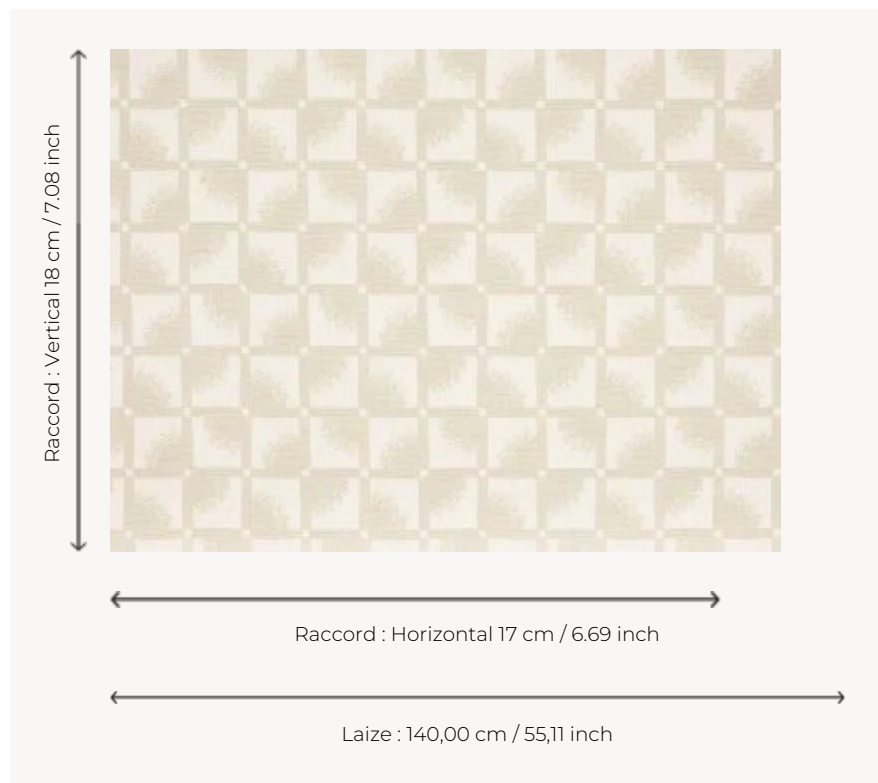 Raccord : Vertical 18 cm / 7.08 inch
Raccord : Horizontal 17 cm / 6.69 inch
Laize : 140,00 cm / 55,11 inch